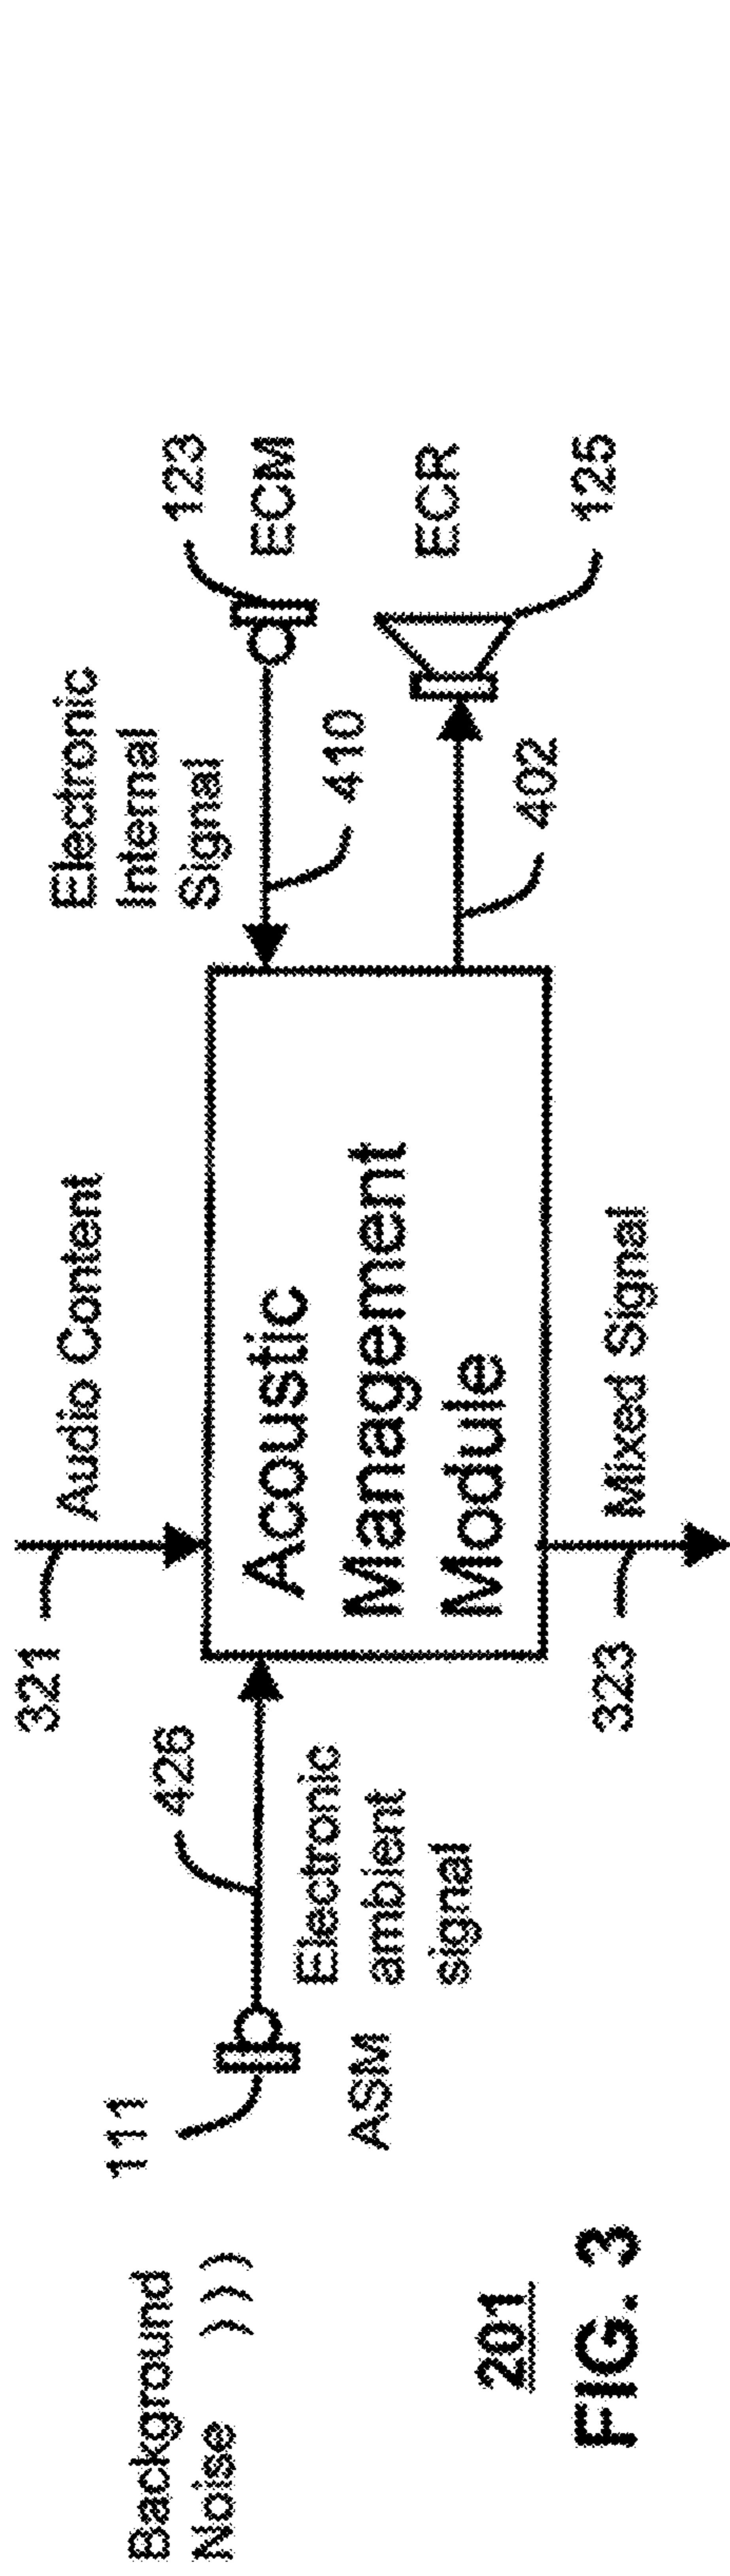 321
Audio Content
Background
Noise
111
426
Electronic
Internal
Signal
123
ECM
ASM
Electronic
ambient
signal
Acoustic
Management
Module
410
ECR
402
125
323
Mixed Signal
201
FIG. 3